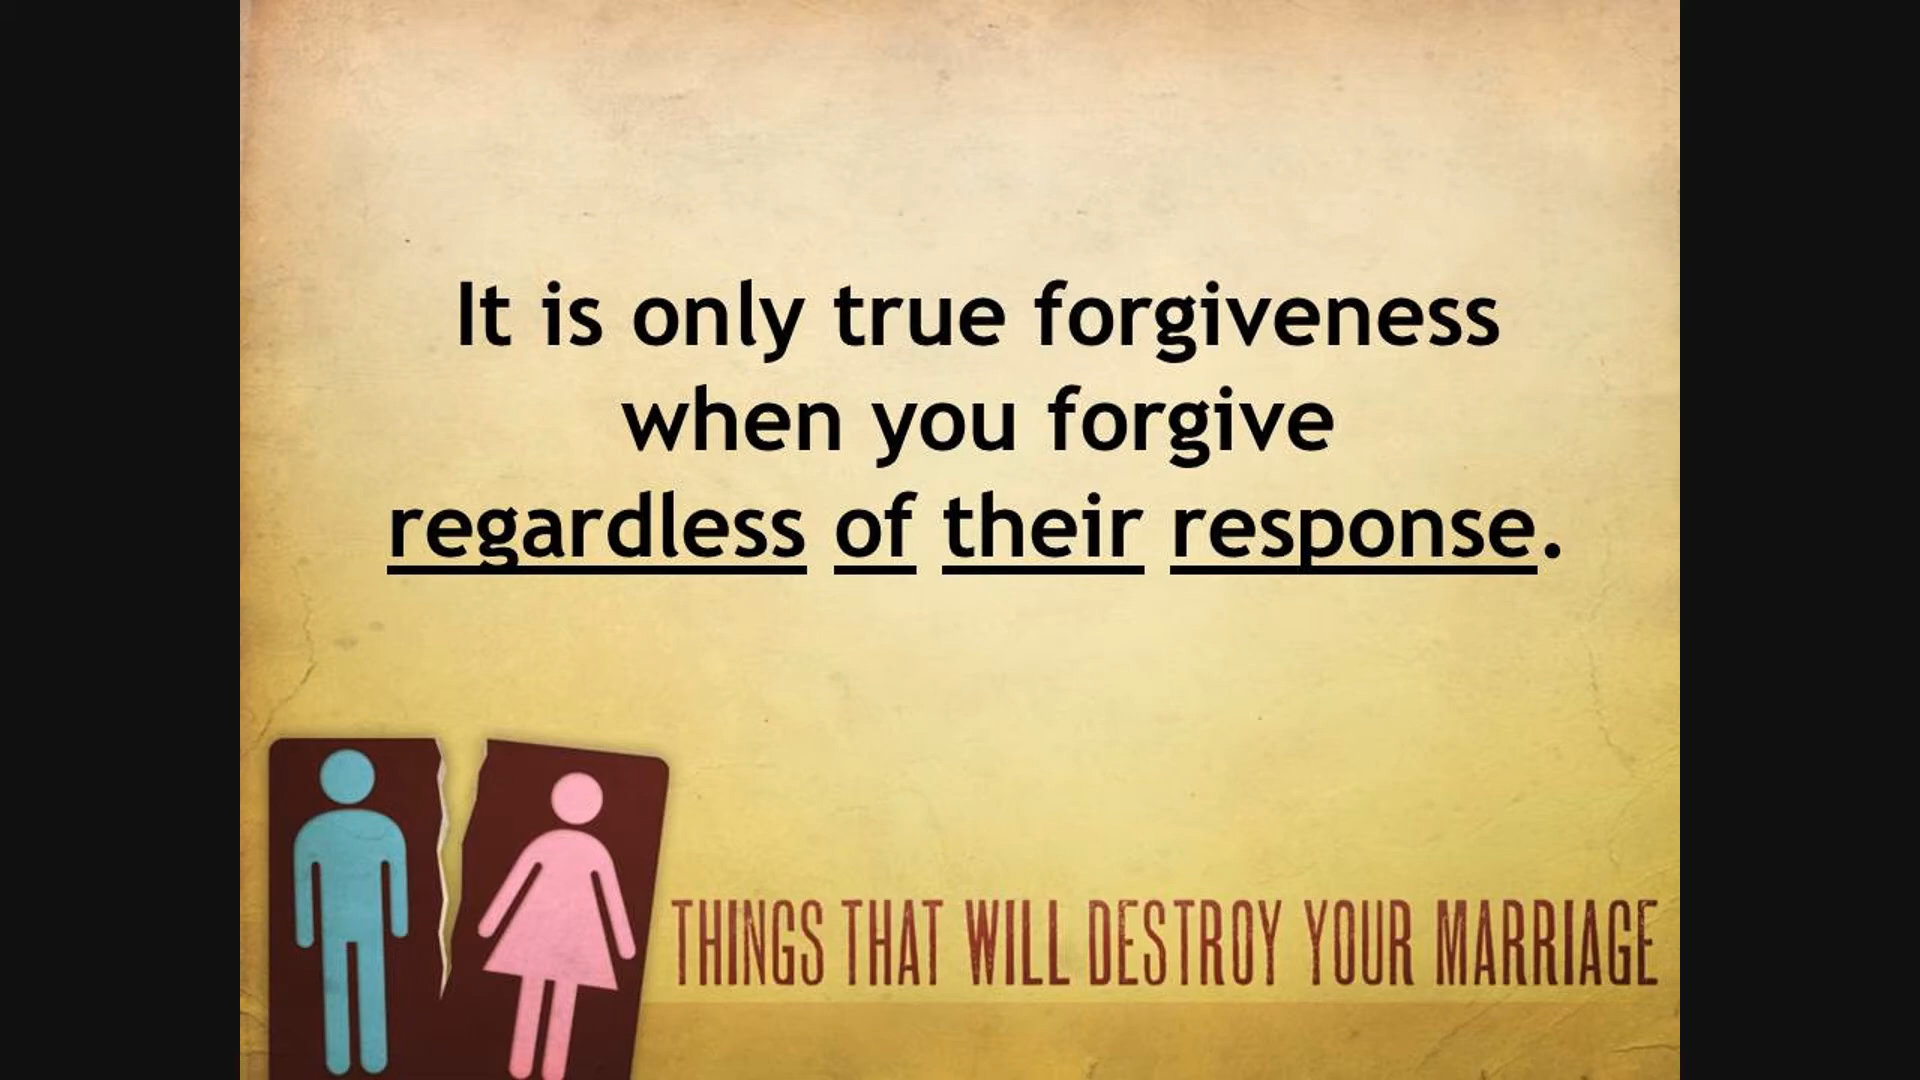 It is only true forgiveness
when you forgive
regardless of their response.
THINGS THAT WILL DESTROY YOUR MARRIAGE